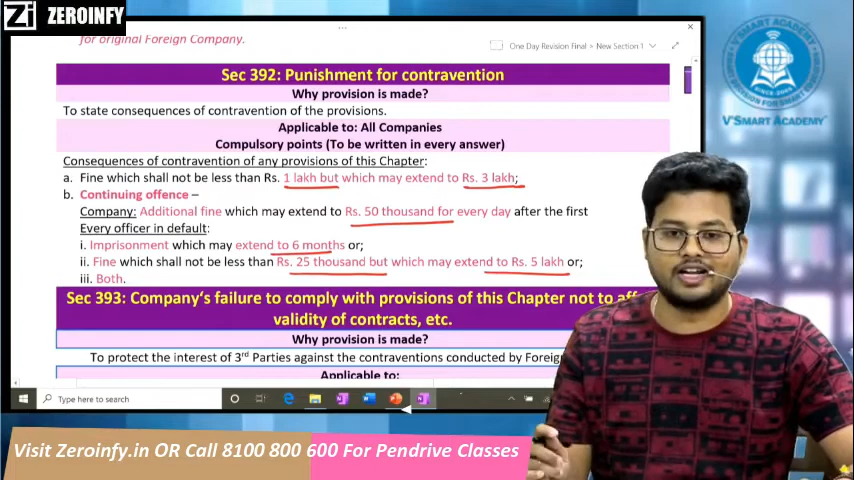 Zi ZEROINFY
for original Foreign Company.
One Day Revision Final > New Section 1
V'SMART ACADEMY
SINCE-2006
V'Smart Academy
Sec 392: Punishment for contravention
Why provision is made?
To state consequences of contravention of the provisions.
Applicable to: All Companies
Compulsory points (To be written in every answer)
Consequences of contravention of any provisions of this Chapter:
a. Fine which shall not be less than Rs. 1 lakh but which may extend to Rs. 3 lakh;
b. Continuing offence –
Company: Additional fine which may extend to Rs. 50 thousand for every day after the first
Every officer in default:
i. Imprisonment which may extend to 6 months or;
ii. Fine which shall not be less than Rs. 25 thousand but which may extend to Rs. 5 lakh or;
iii. Both.
Sec 393: Company's failure to comply with provisions of this Chapter not to
validity of contracts, etc.
Why provision is made?
To protect the interest of 3rd Parties against the contraventions conducted by
Applicable to:
Type here to search
Visit Zeroinfy.in OR Call 8100 800 600 For Pendrive Classes